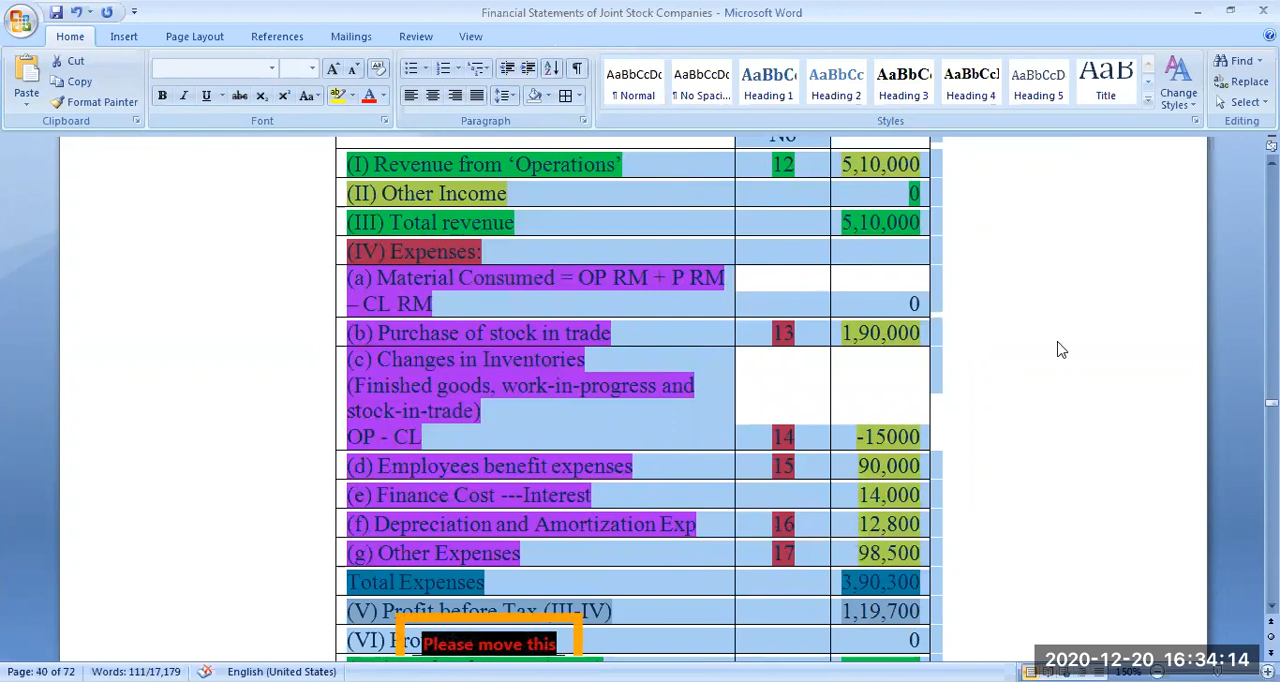 Financial Statements of Joint Stock Companies - Microsoft Word
Home Insert Page Layout References Mailings Review View
Paste
Cut
Copy
Format Painter
Clipboard
Font
Paragraph
AaBbCcDc ¶ Normal
AaBbCcDc ¶ No Spaci...
AaBbC Heading 1
AaBbCc Heading 2
AaBbCc Heading 3
AaBbCcl Heading 4
AaBbCcD Heading 5
AaB Title
Change Styles
Styles
Find
Replace
Select
Editing
No
(I) Revenue from ‘Operations’ 12 5,10,000
(II) Other Income 0
(III) Total revenue 5,10,000
(IV) Expenses:
(a) Material Consumed = OP RM + P RM
– CL RM 0
(b) Purchase of stock in trade 13 1,90,000
(c) Changes in Inventories
(Finished goods, work-in-progress and
stock-in-trade)
OP - CL 14 -15000
(d) Employees benefit expenses 15 90,000
(e) Finance Cost ---Interest 14,000
(f) Depreciation and Amortization Exp 16 12,800
(g) Other Expenses 17 98,500
Total Expenses 3,90,300
(V) Profit before Tax (III-IV) 1,19,700
(VI) Pro 0
Please move this
2020-12-20 16:34:14
Page: 40 of 72 Words: 111/17,179 English (United States) 150%